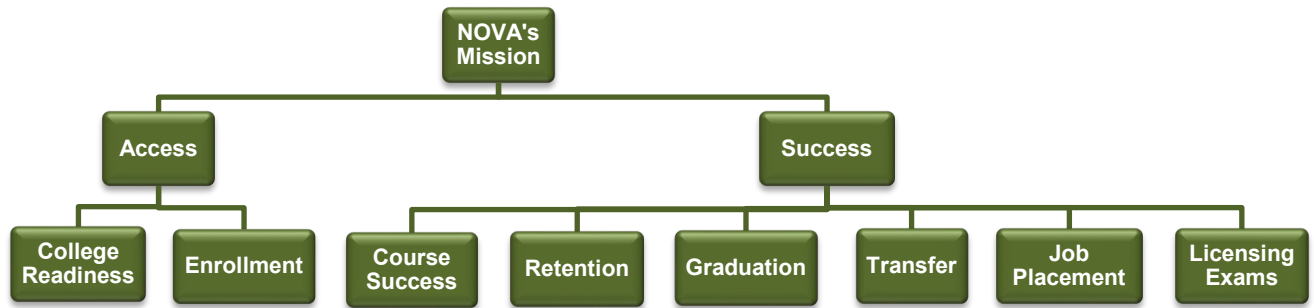 NOVA's
Mission
Access
Success
College
Readiness
Enrollment
Course
Success
Retention
Graduation
Transfer
Job
Placement
Licensing
Exams